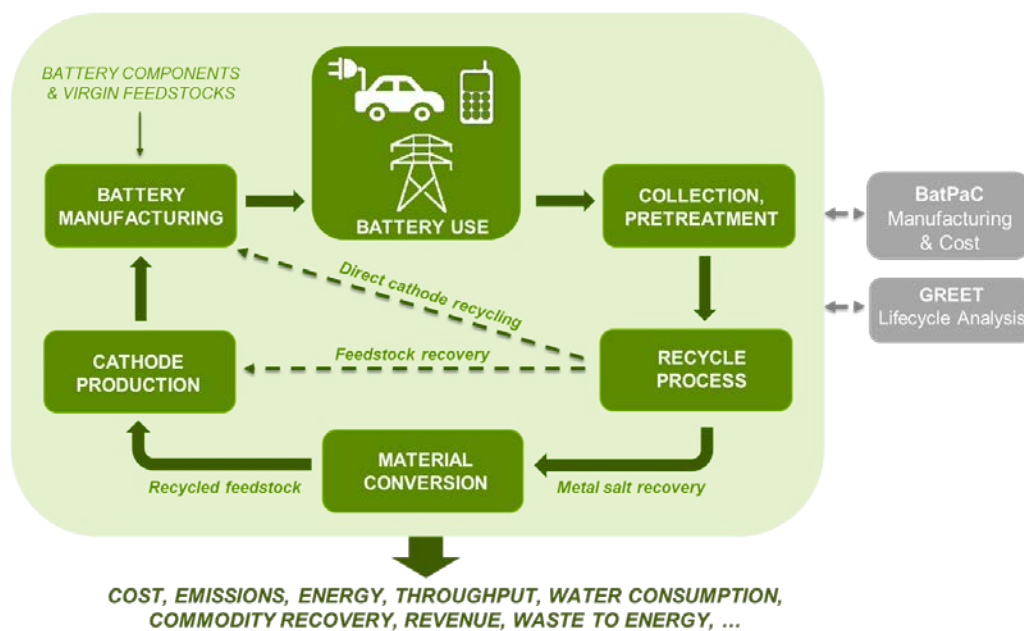 BATTERY COMPONENTS
& VIRGIN FEEDSTOCKS
BATTERY
MANUFACTURING
BATTERY USE
COLLECTION,
PRETREATMENT
BatPaC
Manufacturing
& Cost
GREET
Lifecycle Analysis
Direct cathode recycling
Feedstock recovery
CATHODE
PRODUCTION
RECYCLE
PROCESS
MATERIAL
CONVERSION
Recycled feedstock
Metal salt recovery
COST, EMISSIONS, ENERGY, THROUGHPUT, WATER CONSUMPTION,
COMMODITY RECOVERY, REVENUE, WASTE TO ENERGY, ...